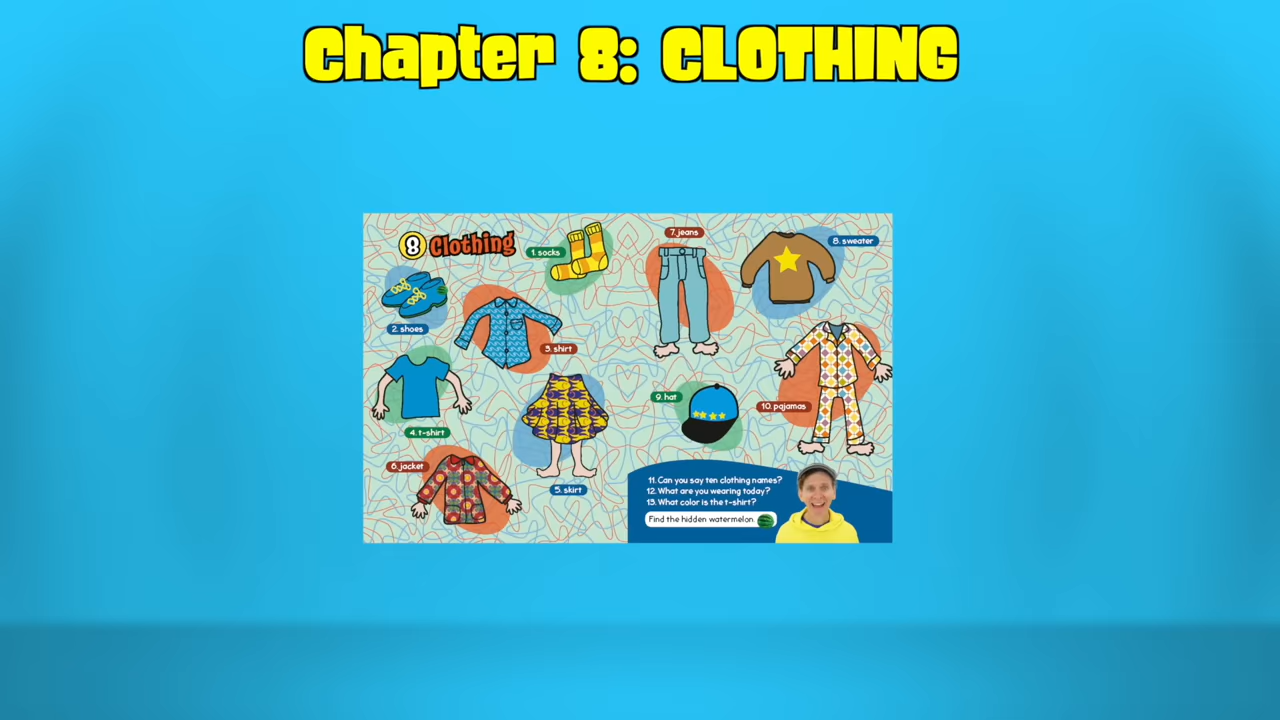 Chapter 8: CLOTHING
8 Clothing
1. socks
2. shoes
3. shirt
4. t-shirt
5. skirt
6. jacket
7. jeans
8. sweater
9. hat
10. pajamas
11. Can you say ten clothing names?
12. What are you wearing today?
13. What color is the t-shirt?
Find the hidden watermelon.